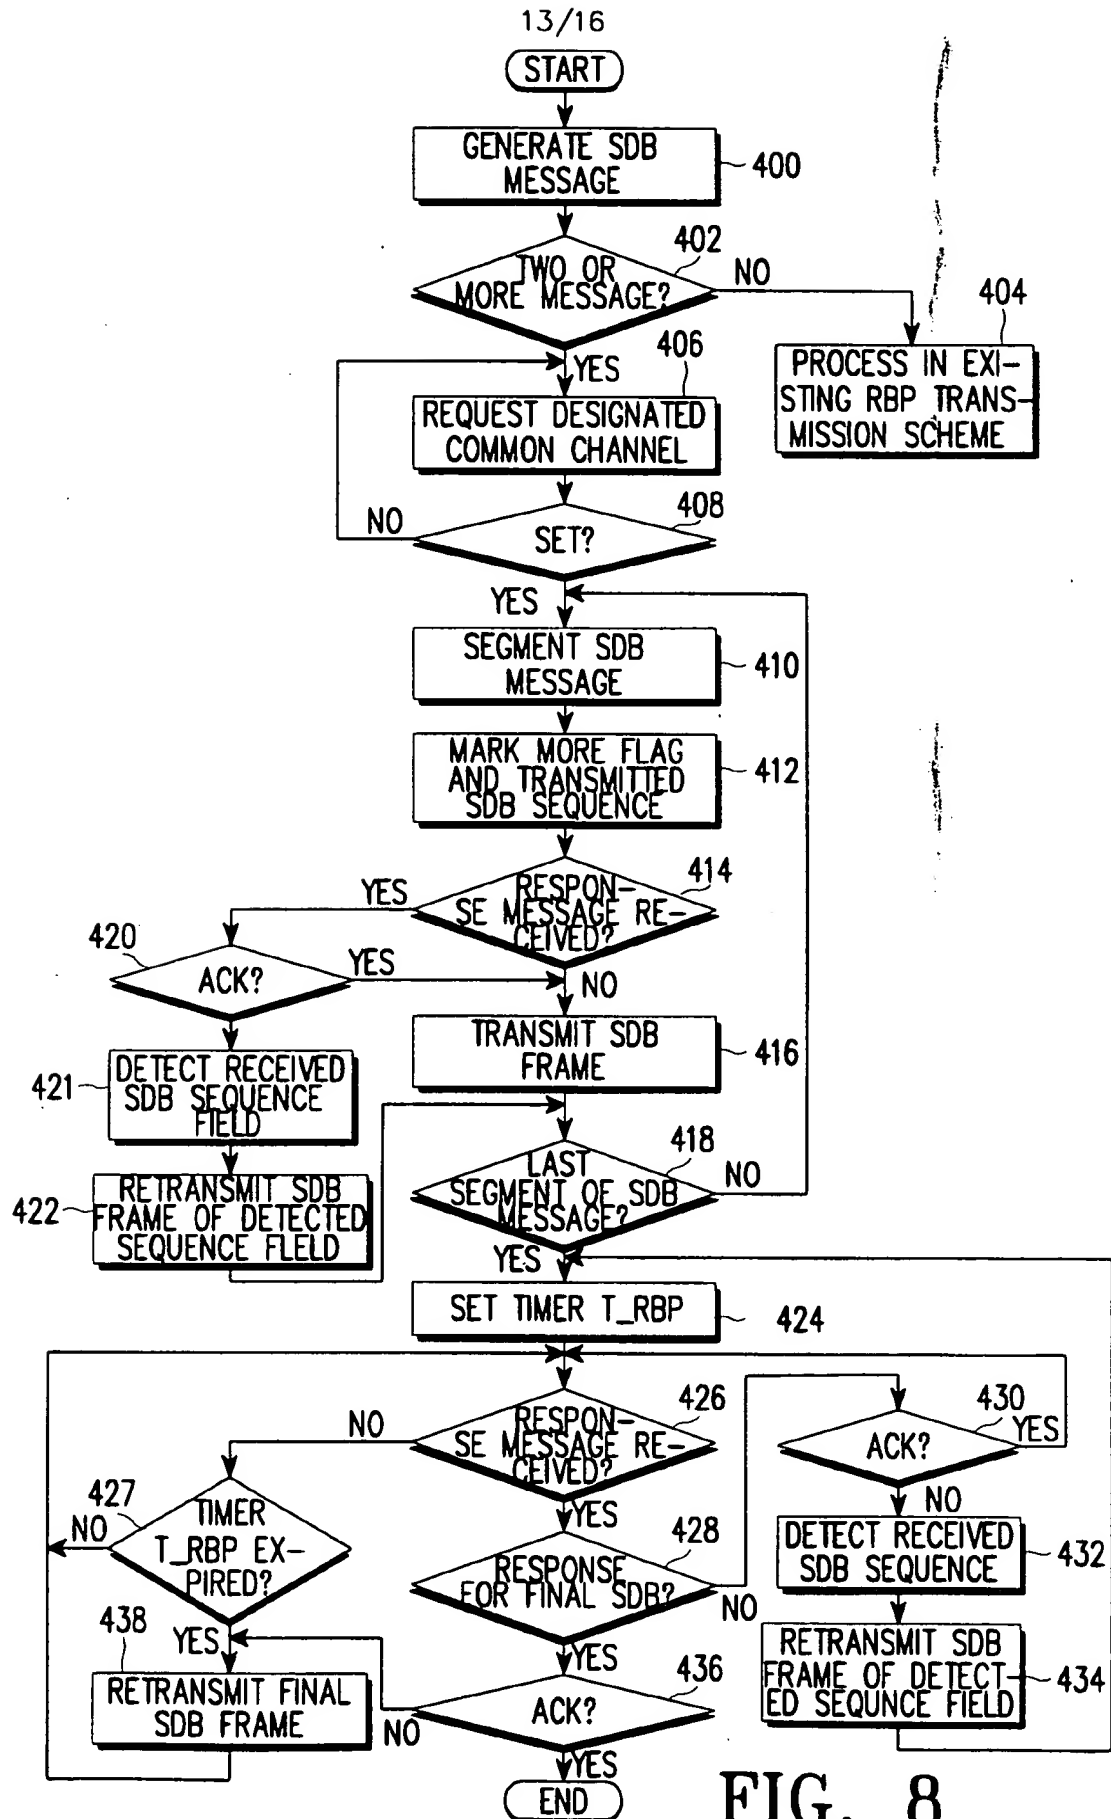 13/16
START
GENERATE SDB
MESSAGE
400
TWO OR
MORE MESSAGE?
402
NO
404
PROCESS IN EXI-
STING RBP TRANS-
MISSION SCHEME
YES
406
REQUEST DESIGNATED
COMMON CHANNEL
NO
408
SET?
YES
SEGMENT SDB
MESSAGE
410
MARK MORE FLAG
AND TRANSMITTED
SDB SEQUENCE
412
YES
RESPON-
SE MESSAGE RE-
CEIVED?
414
420
ACK?
YES
NO
TRANSMIT SDB
FRAME
416
421
DETECT RECEIVED
SDB SEQUENCE
FIELD
422
RETRANSMIT SDB
FRAME OF DETECTED
SEQUENCE FLELD
LAST
SEGMENT OF SDB
MESSAGE?
418
NO
YES
SET TIMER T_RBP
424
NO
RESPON-
SE MESSAGE RE-
CEIVED?
426
430
ACK?
YES
427
NO
TIMER
T_RBP EX-
PIRED?
YES
RESPONSE
FOR FINAL SDB?
428
NO
NO
DETECT RECEIVED
SDB SEQUENCE
432
438
YES
RETRANSMIT FINAL
SDB FRAME
YES
436
ACK?
NO
RETRANSMIT SDB
FRAME OF DETECT
ED SEQUNCE FIELD
434
YES
END
FIG. 8